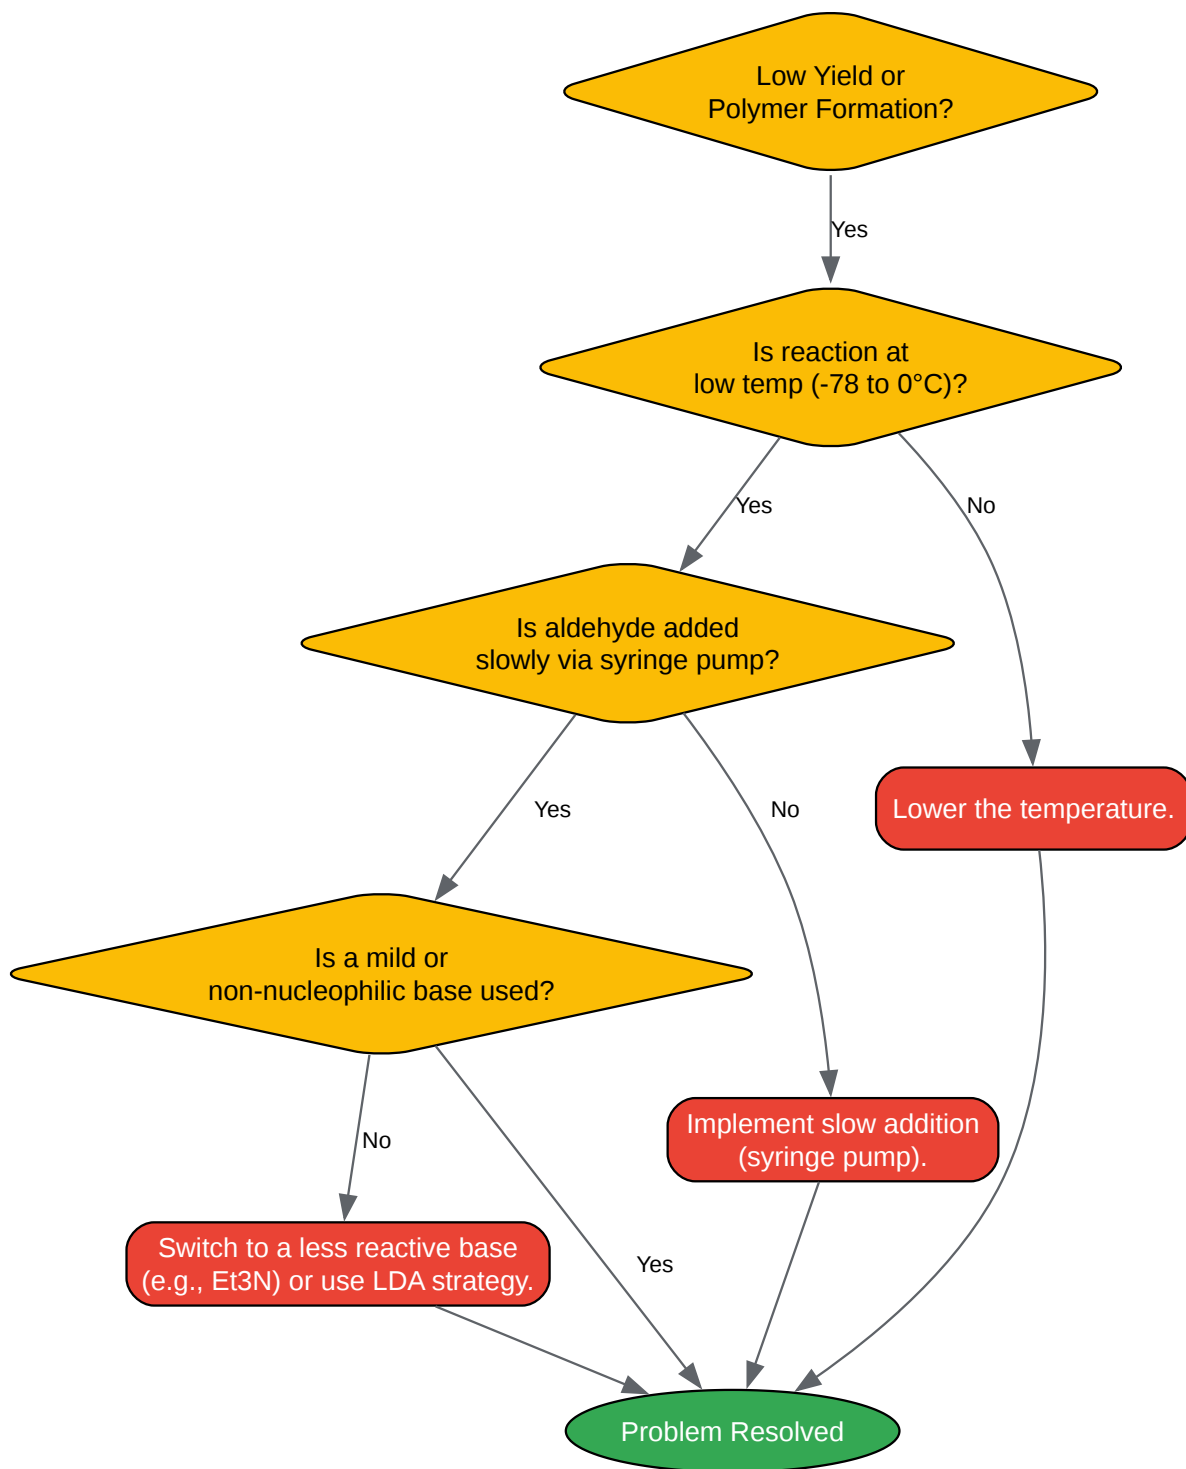 Low Yield or
Polymer Formation?
Yes
Is reaction at
low temp (-78 to 0°C)?
Yes
No
Is aldehyde added
slowly via syringe pump?
Yes
No
Lower the temperature.
Is a mild or
non-nucleophilic base used?
No
Implement slow addition
(syringe pump).
Switch to a less reactive base
(e.g., Et3N) or use LDA strategy.
Yes
Problem Resolved